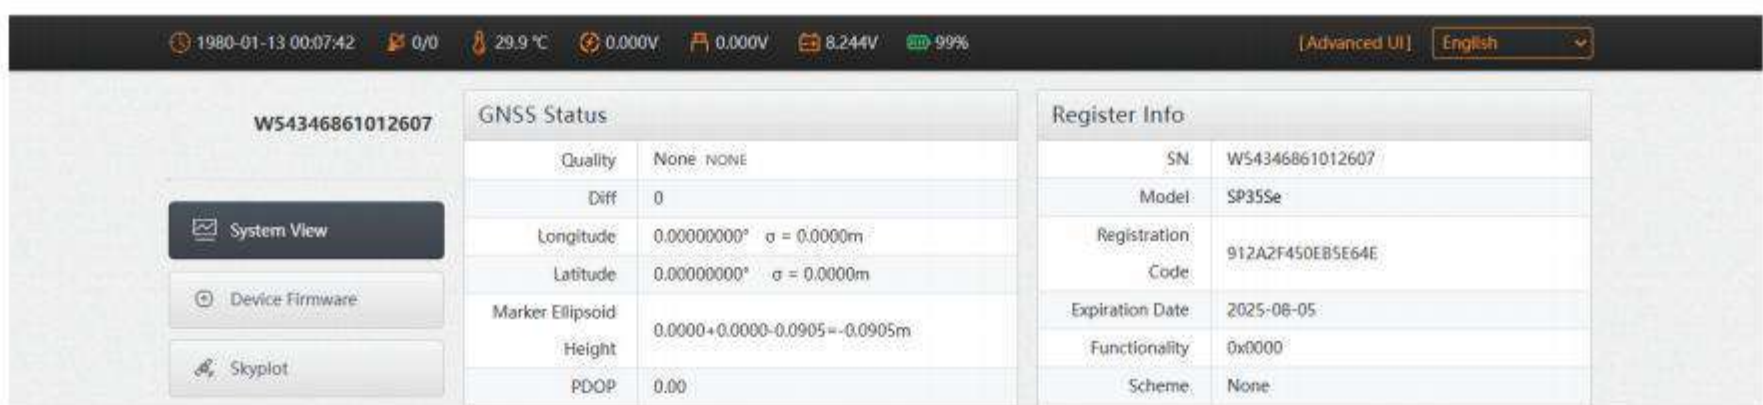 1980-01-13 00:07:42 0/0 29.9 ℃ 0.000V 0.000V 8.244V 99% [Advanced UI] English
W54346861012607
System View
Device Firmware
Skyplot
GNSS Status
Quality None NONE
Diff 0
Longitude 0.00000000° σ = 0.0000m
Latitude 0.00000000° σ = 0.0000m
Marker Ellipsoid
Height 0.0000+0.0000-0.0905=-0.0905m
PDOP 0.00
Register Info
SN W54346861012607
Model SP35Se
Registration
Code 912A2F450EB5E64E
Expiration Date 2025-08-05
Functionality 0x0000
Scheme None